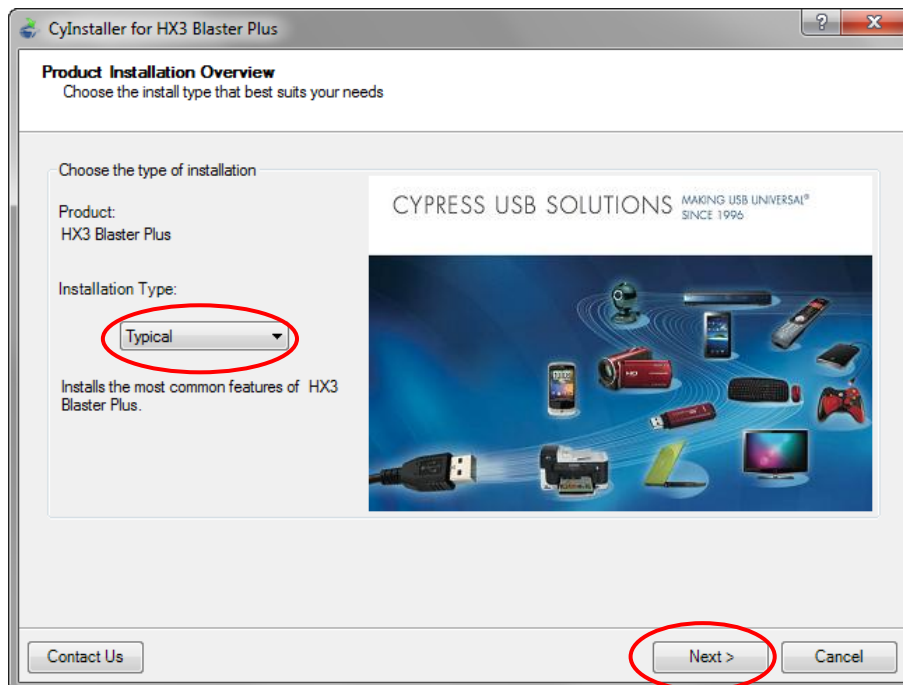 CyInstaller for HX3 Blaster Plus
?
X
Product Installation Overview
Choose the install type that best suits your needs
Choose the type of installation
Product:
HX3 Blaster Plus
CYPRESS USB SOLUTIONS
MAKING USB UNIVERSAL®
SINCE 1996
Installation Type:
Typical
Installs the most common features of HX3
Blaster Plus.
HD
Contact Us
Next >
Cancel